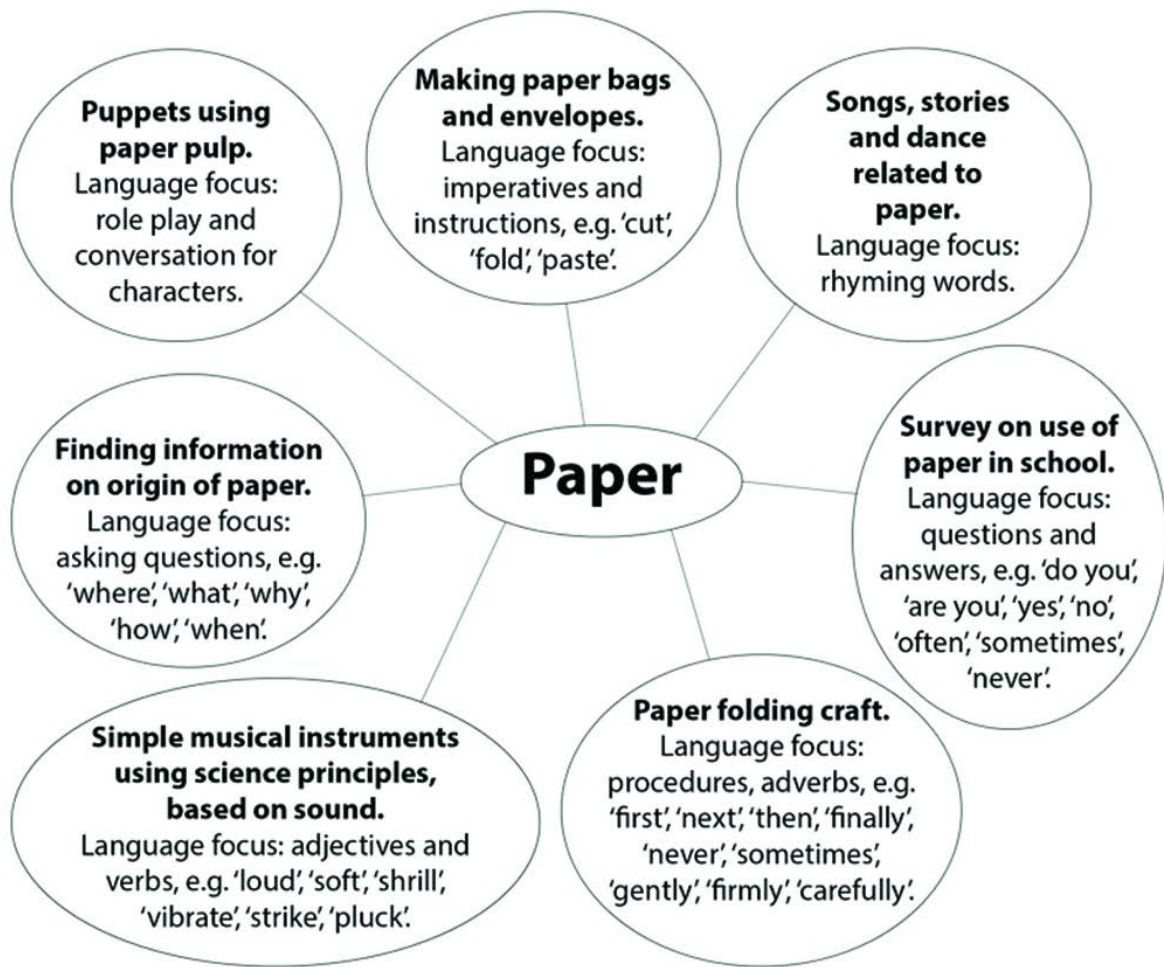 Puppets using
paper pulp.
Language focus:
role play and
conversation for
characters.
Making paper bags
and envelopes.
Language focus:
imperatives and
instructions, e.g. ‘cut’,
‘fold’, ‘paste’.
Songs, stories
and dance
related to
paper.
Language focus:
rhyming words.
Finding information
on origin of paper.
Language focus:
asking questions, e.g.
‘where’, ‘what’, ‘why’,
‘how’, ‘when’.
Paper
Survey on use of
paper in school.
Language focus:
questions and
answers, e.g. ‘do you’,
‘are you’, ‘yes’, ‘no’,
‘often’, ‘sometimes’,
‘never’.
Simple musical instruments
using science principles,
based on sound.
Language focus: adjectives and
verbs, e.g. ‘loud’, ‘soft’, ‘shrill’,
‘vibrate’, ‘strike’, ‘pluck’.
Paper folding craft.
Language focus:
procedures, adverbs, e.g.
‘first’, ‘next’, ‘then’, ‘finally’,
‘never’, ‘sometimes’,
‘gently’, ‘firmly’, ‘carefully’.